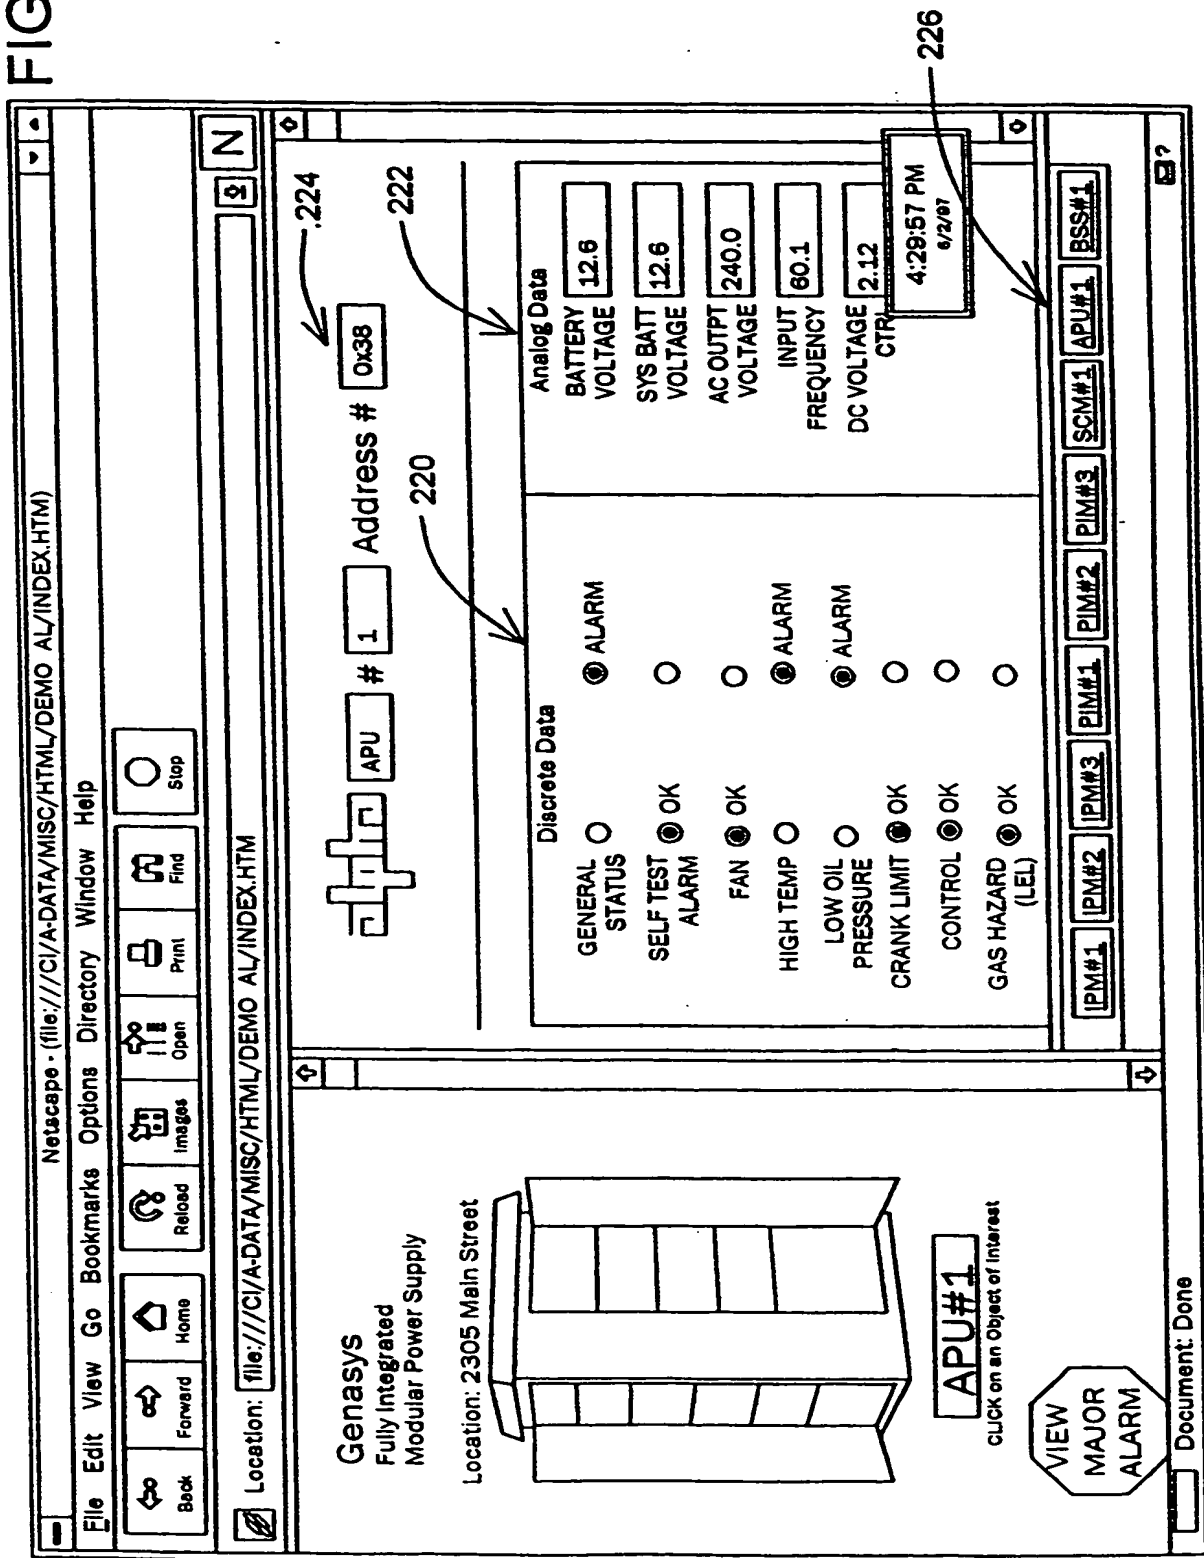 FIG
Netscape - (file:///C|/A-DATA/MISC/HTML/DEMO AL/INDEX.HTM)
File Edit View Go Bookmarks Options Directory Window Help
Back Forward Home Reload Images Open Print Find Stop
Location: file:///C|/A-DATA/MISC/HTML/DEMO AL/INDEX.HTM
N
Genasys
Fully Integrated
Modular Power Supply
Location: 2305 Main Street
APU#1
CLICK on an Object of Interest
VIEW
MAJOR
ALARM
APU # 1 Address # 0x38
224
220
222
Discrete Data
GENERAL STATUS ALARM
SELF TEST ALARM OK
FAN OK
HIGH TEMP ALARM
LOW OIL PRESSURE ALARM
CRANK LIMIT OK
CONTROL OK
GAS HAZARD (LEL) OK
Analog Data
BATTERY VOLTAGE 12.6
SYS BATT VOLTAGE 12.6
AC OUTPT VOLTAGE 240.0
INPUT FREQUENCY 60.1
DC VOLTAGE CTRL 2.12
4:29:57 PM
6/2/97
226
IPM#1 IPM#2 IPM#3 PIM#1 PIM#2 PIM#3 SCM#1 APU#1 BSS#1
Document: Done
?